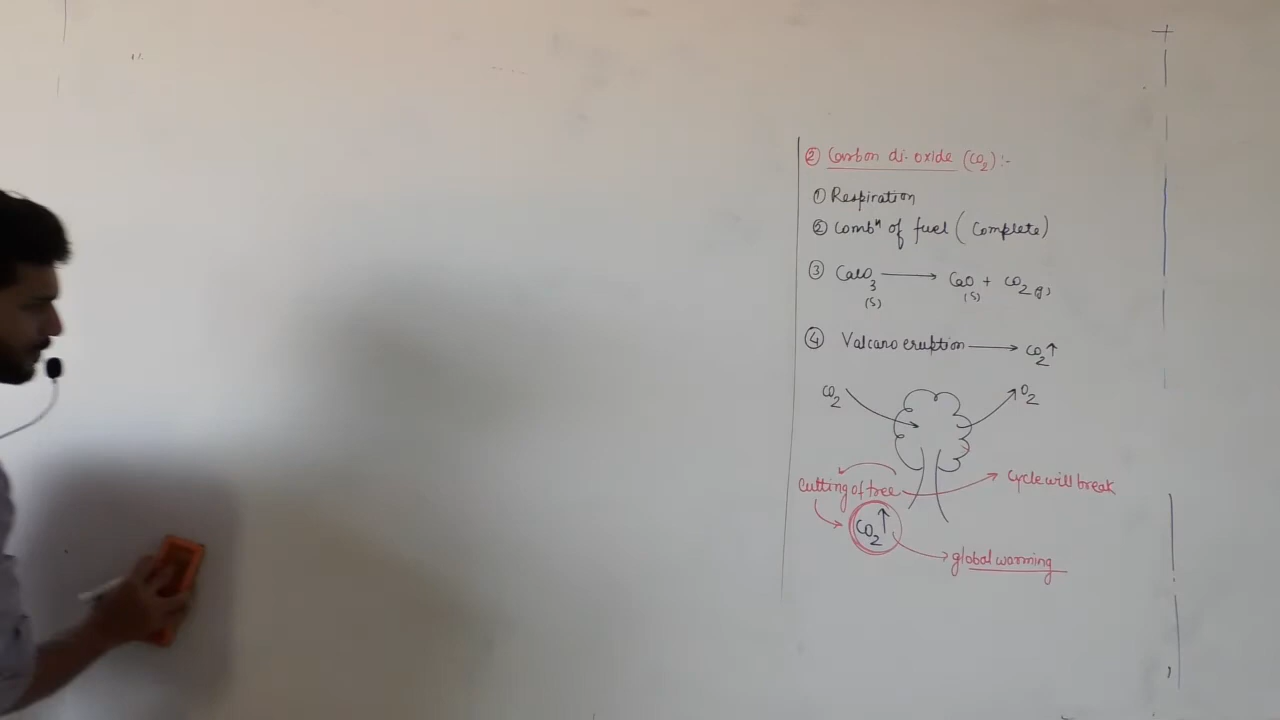 ② Carbon di-oxide (CO₂):-
① Respiration
② Combⁿ of fuel (Complete)
③ CaCO₃(s) ⟶ CaO(s) + CO₂(g)
④ Valcano eruption ⟶ CO₂↑
CO₂ O₂
Cutting of tree → Cycle will break
CO₂↑
global warming